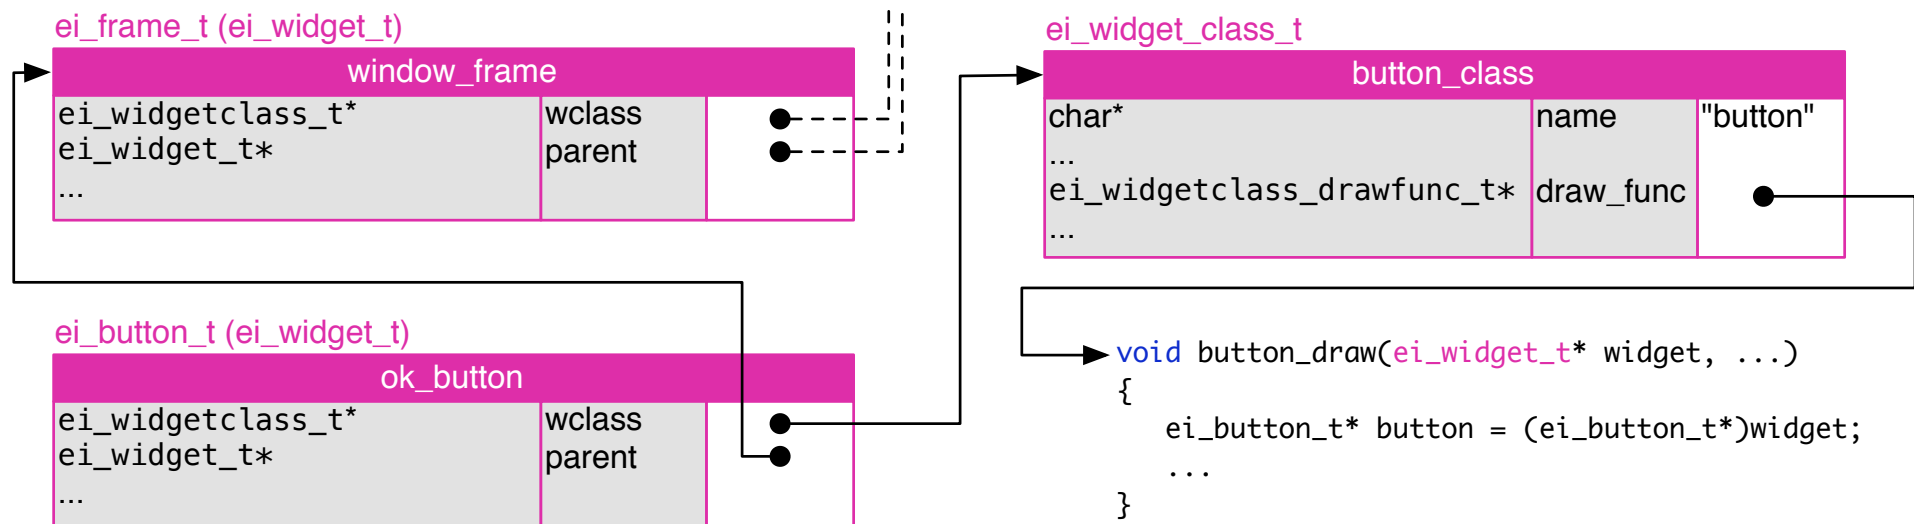 ei_frame_t (ei_widget_t)
window_frame
ei_widgetclass_t* wclass
ei_widget_t* parent
...
ei_button_t (ei_widget_t)
ok_button
ei_widgetclass_t* wclass
ei_widget_t* parent
...
ei_widget_class_t
button_class
char* name "button"
...
ei_widgetclass_drawfunc_t* draw_func
...
void button_draw(ei_widget_t* widget, ...)
{
ei_button_t* button = (ei_button_t*)widget;
...
}